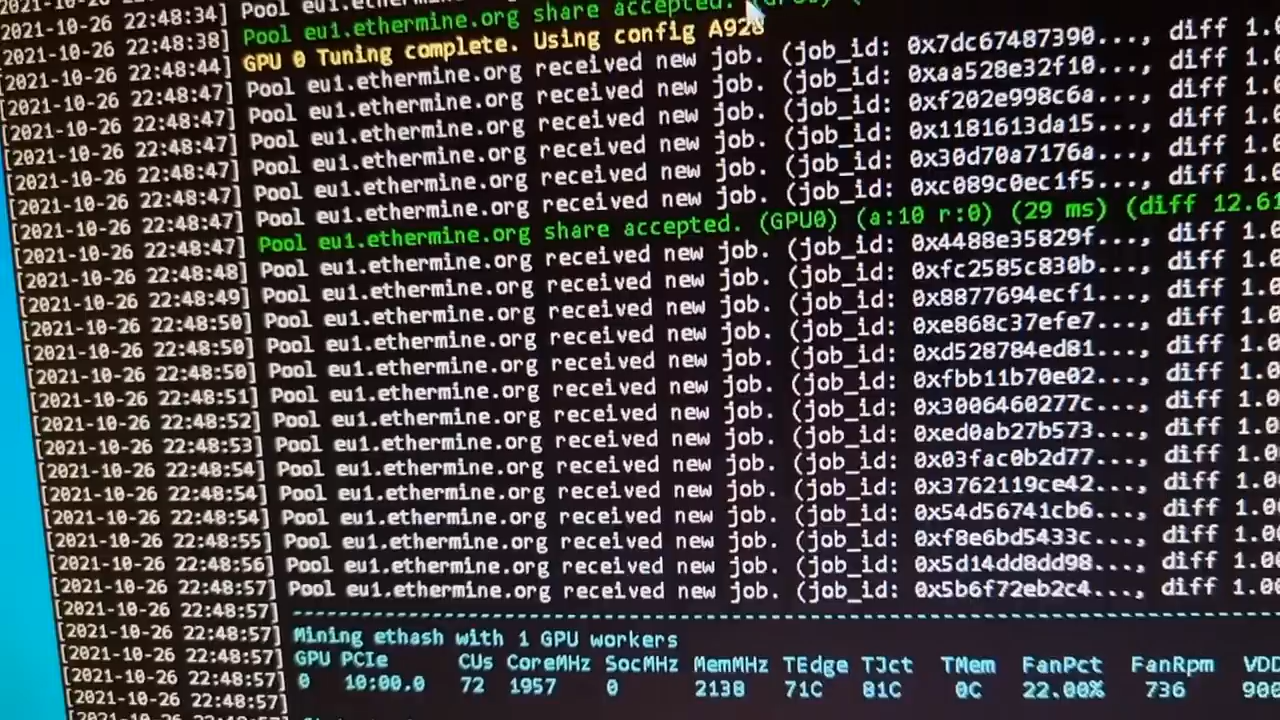 [2021-10-26 22:48:34] Pool eu1.ethermine.org
[2021-10-26 22:48:38] Pool eu1.ethermine.org share accepted.
[2021-10-26 22:48:44] GPU 0 Tuning complete. Using config A928
[2021-10-26 22:48:47] Pool eu1.ethermine.org received new job. (job_id: 0x7dc67487390..., diff 1.0
[2021-10-26 22:48:47] Pool eu1.ethermine.org received new job. (job_id: 0xaa528e32f10..., diff 1.0
[2021-10-26 22:48:47] Pool eu1.ethermine.org received new job. (job_id: 0xf202e998c6a..., diff 1.0
[2021-10-26 22:48:47] Pool eu1.ethermine.org received new job. (job_id: 0x1181613da15..., diff 1.0
[2021-10-26 22:48:47] Pool eu1.ethermine.org received new job. (job_id: 0x30d70a7176a..., diff 1.0
[2021-10-26 22:48:47] Pool eu1.ethermine.org received new job. (job_id: 0xc089c0ec1f5..., diff 1.0
[2021-10-26 22:48:47] Pool eu1.ethermine.org share accepted. (GPU0) (a:10 r:0) (29 ms) (diff 12.61
[2021-10-26 22:48:48] Pool eu1.ethermine.org received new job. (job_id: 0x4488e35829f..., diff 1.0
[2021-10-26 22:48:49] Pool eu1.ethermine.org received new job. (job_id: 0xfc2585c830b..., diff 1.0
[2021-10-26 22:48:50] Pool eu1.ethermine.org received new job. (job_id: 0x8877694ecf1..., diff 1.0
[2021-10-26 22:48:50] Pool eu1.ethermine.org received new job. (job_id: 0xe868c37efe7..., diff 1.0
[2021-10-26 22:48:50] Pool eu1.ethermine.org received new job. (job_id: 0xd528784ed81..., diff 1.0
[2021-10-26 22:48:51] Pool eu1.ethermine.org received new job. (job_id: 0xfbb11b70e02..., diff 1.0
[2021-10-26 22:48:52] Pool eu1.ethermine.org received new job. (job_id: 0x3006460277c..., diff 1.0
[2021-10-26 22:48:53] Pool eu1.ethermine.org received new job. (job_id: 0xed0ab27b573..., diff 1.0
[2021-10-26 22:48:54] Pool eu1.ethermine.org received new job. (job_id: 0x03fac0b2d77..., diff 1.0
[2021-10-26 22:48:54] Pool eu1.ethermine.org received new job. (job_id: 0x3762119ce42..., diff 1.00
[2021-10-26 22:48:54] Pool eu1.ethermine.org received new job. (job_id: 0x54d56741cb6..., diff 1.00
[2021-10-26 22:48:55] Pool eu1.ethermine.org received new job. (job_id: 0xf8e6bd5433c..., diff 1.00
[2021-10-26 22:48:56] Pool eu1.ethermine.org received new job. (job_id: 0x5d14dd8dd98..., diff 1.00
[2021-10-26 22:48:57] Pool eu1.ethermine.org received new job. (job_id: 0x5b6f72eb2c4..., diff 1.00
[2021-10-26 22:48:57] ----------------------------------------
[2021-10-26 22:48:57] Mining ethash with 1 GPU workers
[2021-10-26 22:48:57] GPU PCIe CUs CoreMHz SocMHz MemMHz TEdge TJct TMem FanPct FanRpm VDD
[2021-10-26 22:48:57] 0 10:00.0 72 1957 0 2138 71C 81C 0C 22.00% 736 900
[2021-10-26 22:48:57]
[2021-10-26 22:48:57]